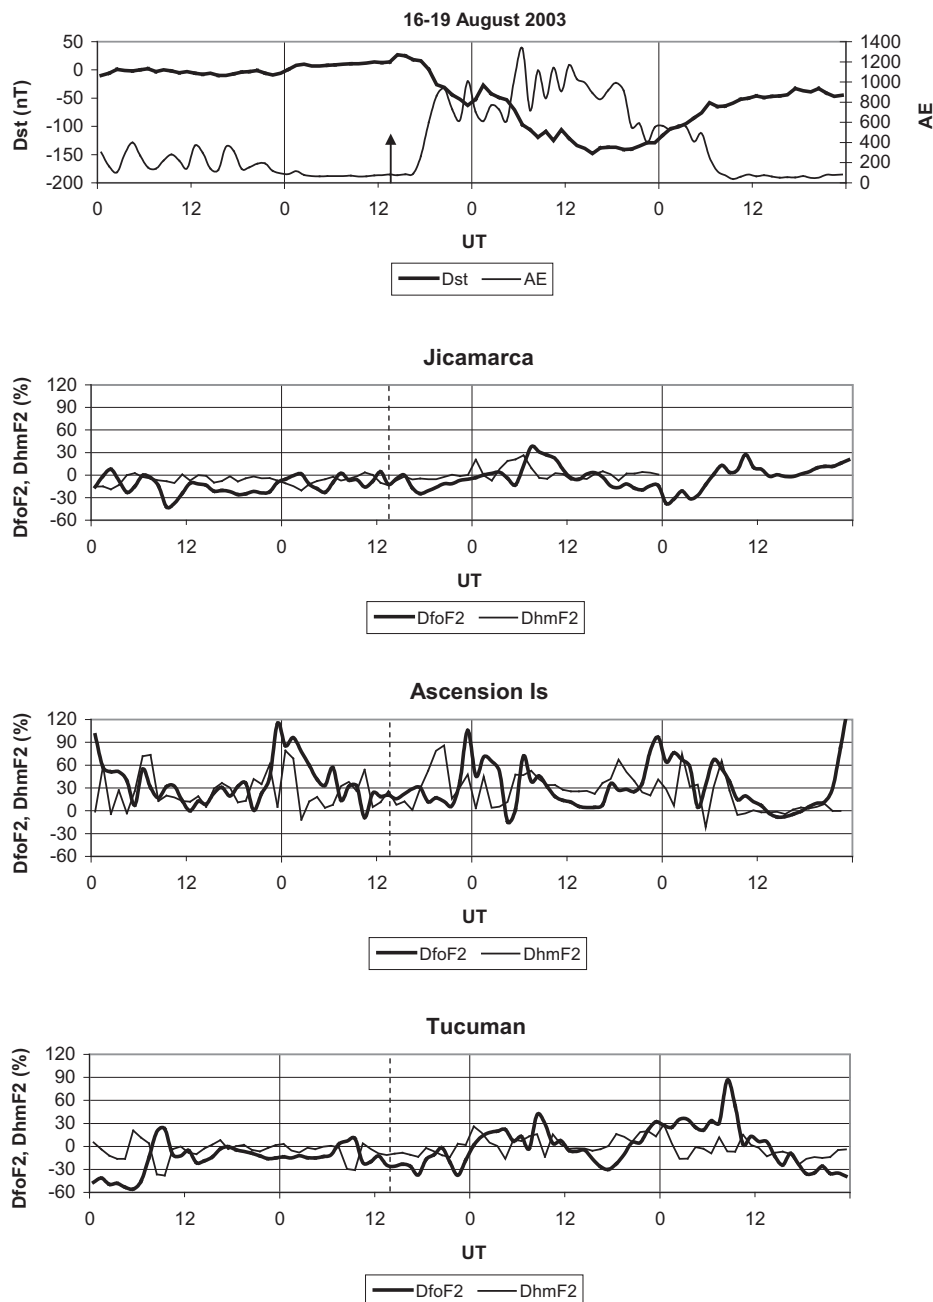 16-19 August 2003
50
0
-50
-100
-150
-200
Dst (nT)
1400
1200
1000
800
600
400
200
0
AE
0 12 0 12 0 12 0 12
UT
Dst AE
Jicamarca
120
90
60
30
0
-30
-60
DfoF2, DhmF2 (%)
0 12 0 12 0 12 0 12
UT
DfoF2 DhmF2
Ascension Is
120
90
60
30
0
-30
-60
DfoF2, DhmF2 (%)
0 12 0 12 0 12 0 12
UT
DfoF2 DhmF2
Tucuman
120
90
60
30
0
-30
-60
DfoF2, DhmF2 (%)
0 12 0 12 0 12 0 12
UT
DfoF2 DhmF2